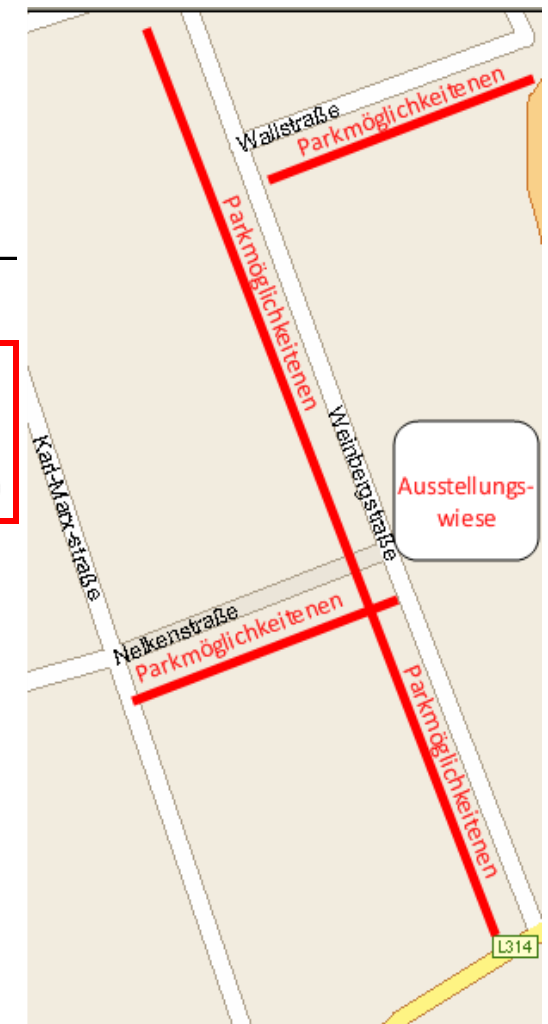 Wallstraße
Parkmöglichkeitenen
Parkmöglichkeitenen
Weinbergstraße
Karl-Marx-straße
Ausstellungs-
wiese
Nelkenstraße
Parkmöglichkeitenen
Parkmöglichkeitenen
L314